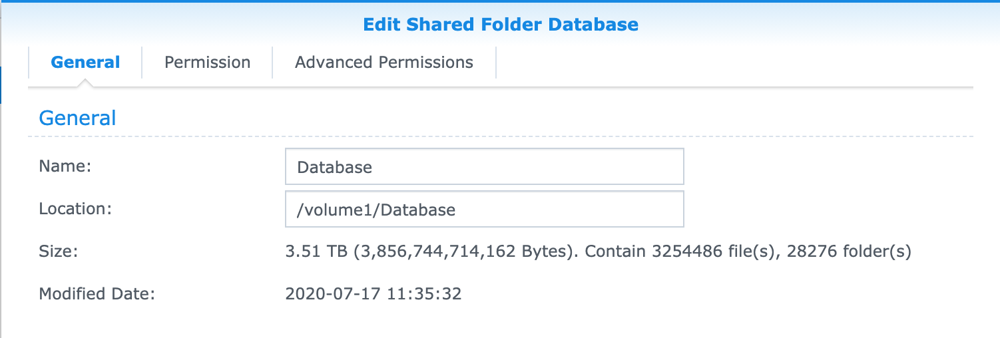 Edit Shared Folder Database
General Permission Advanced Permissions
General
Name: Database
Location: /volume1/Database
Size: 3.51 TB (3,856,744,714,162 Bytes). Contain 3254486 file(s), 28276 folder(s)
Modified Date: 2020-07-17 11:35:32